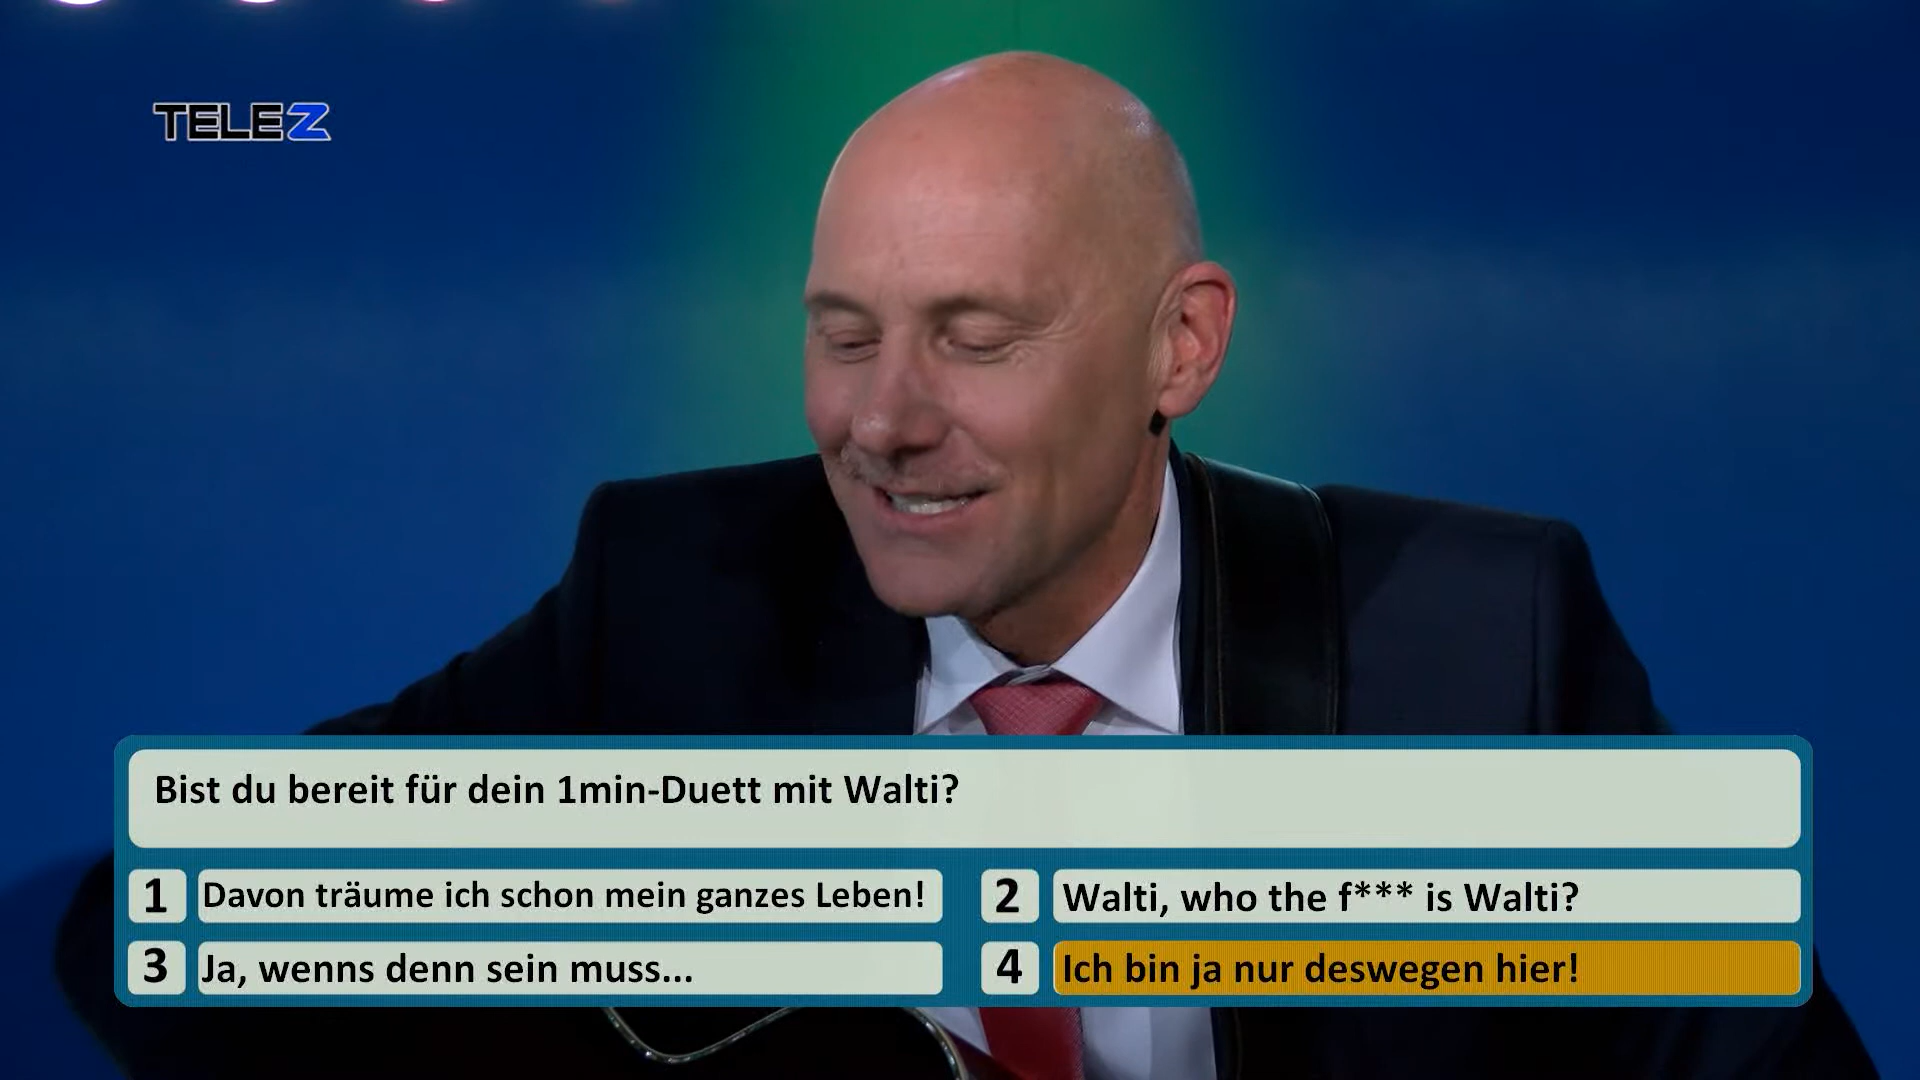 TELEZ
Bist du bereit für dein 1min-Duett mit Walti?
1 Davon träume ich schon mein ganzes Leben!
2 Walti, who the f*** is Walti?
3 Ja, wenns denn sein muss...
4 Ich bin ja nur deswegen hier!